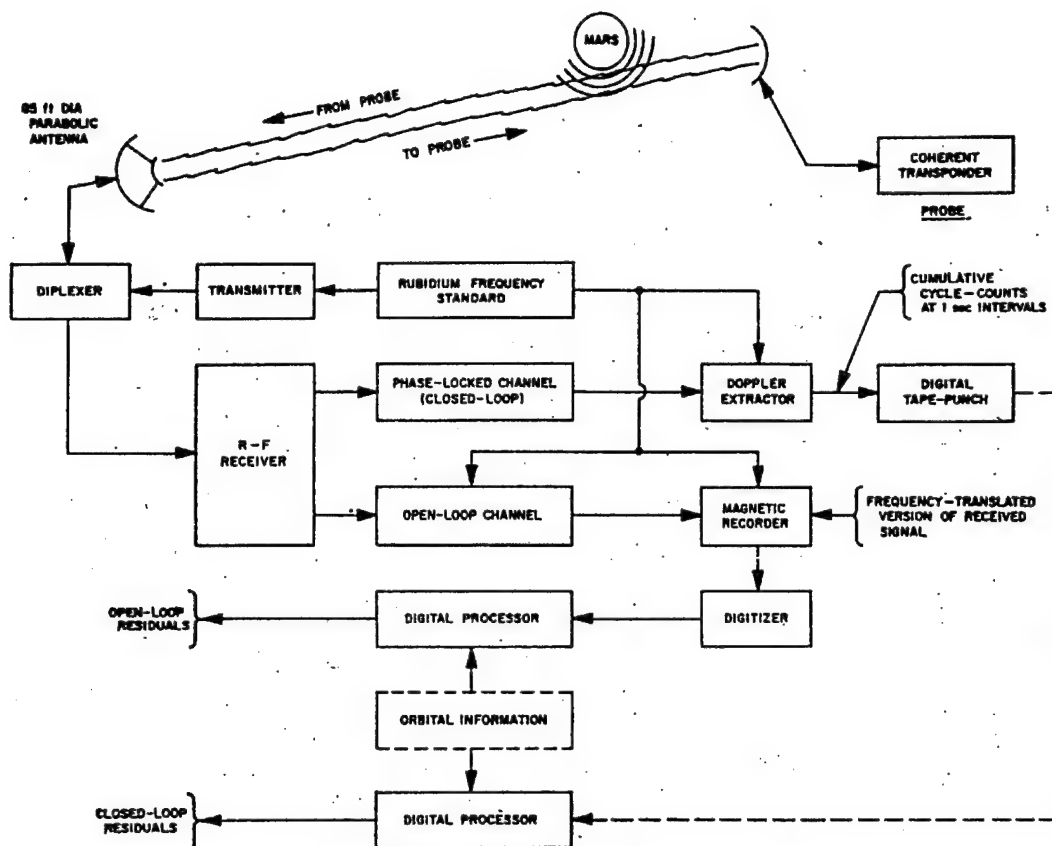 MARS
85 ft DIA
PARABOLIC
ANTENNA
FROM PROBE
TO PROBE
COHERENT
TRANSPONDER
PROBE
DIPLEXER
TRANSMITTER
RUBIDIUM FREQUENCY
STANDARD
CUMULATIVE
CYCLE-COUNTS
AT 1 sec INTERVALS
R-F
RECEIVER
PHASE-LOCKED CHANNEL
(CLOSED-LOOP)
DOPPLER
EXTRACTOR
DIGITAL
TAPE-PUNCH
OPEN-LOOP CHANNEL
MAGNETIC
RECORDER
FREQUENCY-TRANSLATED
VERSION OF RECEIVED
SIGNAL
OPEN-LOOP
RESIDUALS
DIGITAL PROCESSOR
DIGITIZER
ORBITAL INFORMATION
CLOSED-LOOP
RESIDUALS
DIGITAL PROCESSOR